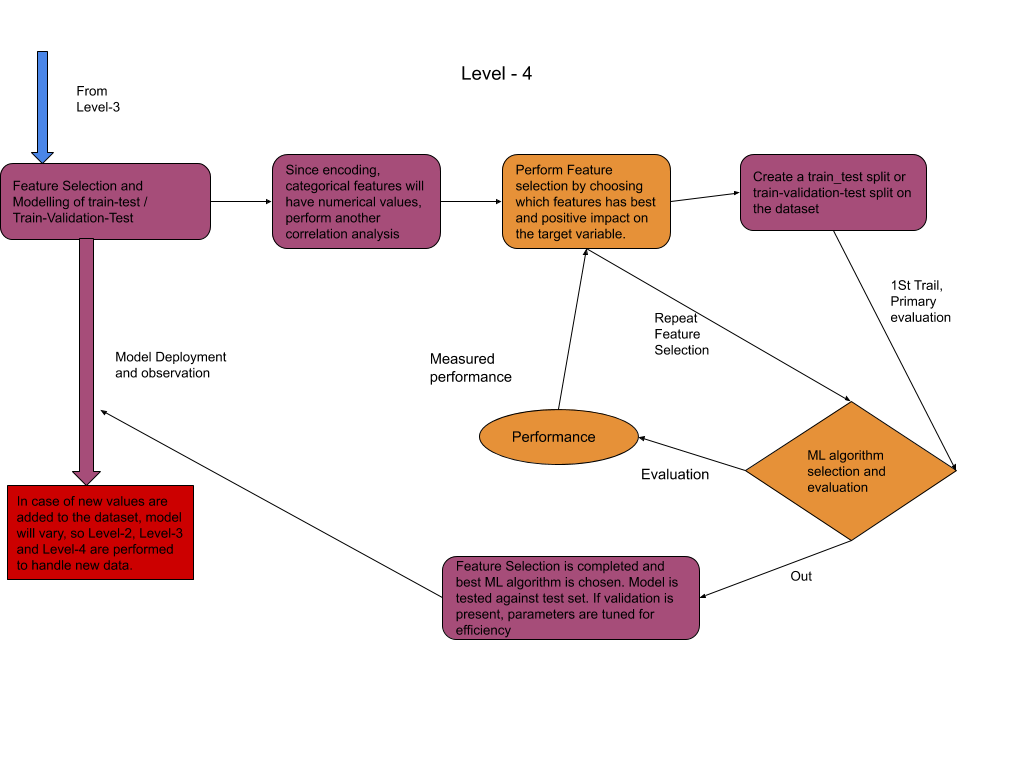 Level - 4
From
Level-3
Feature Selection and
Modelling of train-test /
Train-Validation-Test
Since encoding,
categorical features will
have numerical values,
perform another
correlation analysis
Perform Feature
selection by choosing
which features has best
and positive impact on
the target variable.
Create a train_test split or
train-validation-test split on
the dataset
1St Trail,
Primary
evaluation
Repeat
Feature
Selection
Model Deployment
and observation
Measured
performance
Performance
ML algorithm
selection and
evaluation
Evaluation
In case of new values are
added to the dataset, model
will vary, so Level-2, Level-3
and Level-4 are performed
to handle new data.
Out
Feature Selection is completed and
best ML algorithm is chosen. Model is
tested against test set. If validation is
present, parameters are tuned for
efficiency